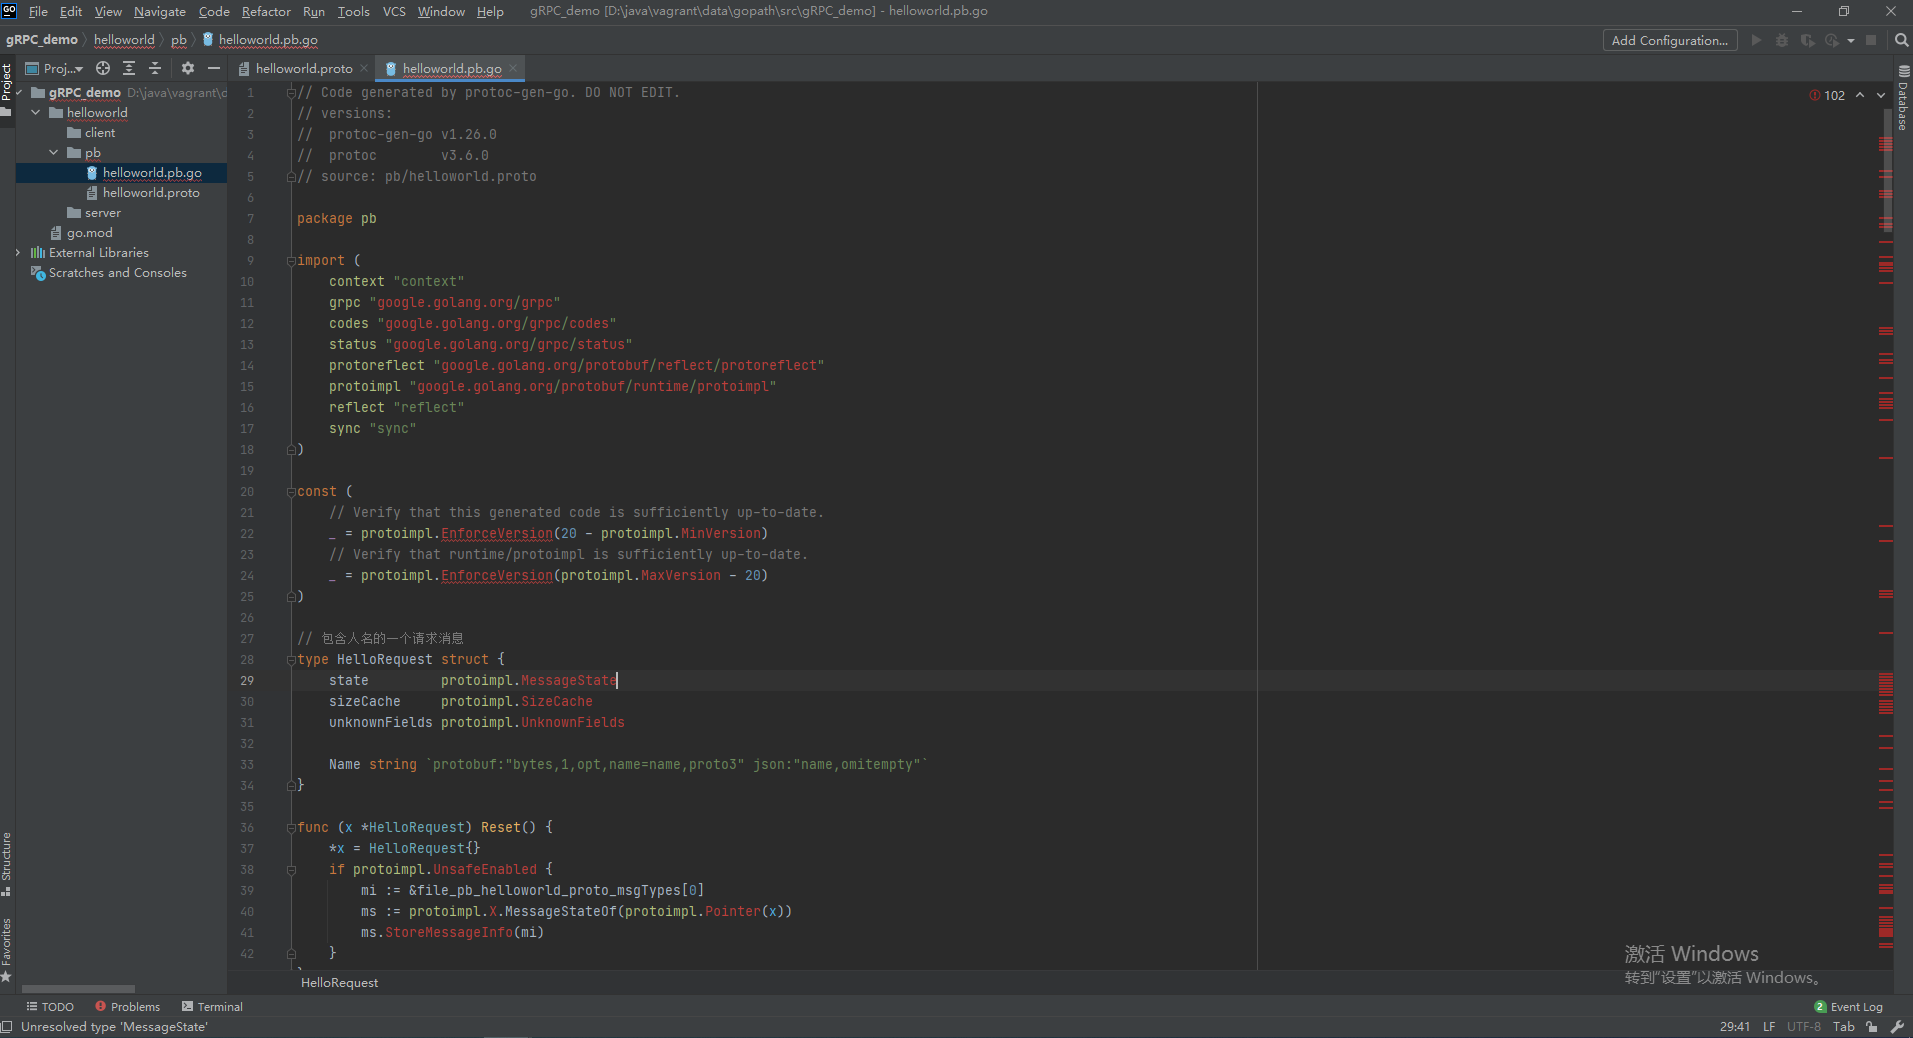 GO File Edit View Navigate Code Refactor Run Tools VCS Window Help gRPC_demo [D:\java\vagrant\data\gopath\src\gRPC_demo] - helloworld.pb.go
gRPC_demo helloworld pb helloworld.pb.go Add Configuration...
Proj... helloworld.proto helloworld.pb.go
Project
gRPC_demo D:\java\vagrant\d
helloworld
client
pb
helloworld.pb.go
helloworld.proto
server
go.mod
External Libraries
Scratches and Consoles
102
Database
1 // Code generated by protoc-gen-go. DO NOT EDIT.
2 // versions:
3 //  protoc-gen-go v1.26.0
4 //  protoc        v3.6.0
5 // source: pb/helloworld.proto
6
7 package pb
8
9 import (
10     context "context"
11     grpc "google.golang.org/grpc"
12     codes "google.golang.org/grpc/codes"
13     status "google.golang.org/grpc/status"
14     protoreflect "google.golang.org/protobuf/reflect/protoreflect"
15     protoimpl "google.golang.org/protobuf/runtime/protoimpl"
16     reflect "reflect"
17     sync "sync"
18 )
19
20 const (
21     // Verify that this generated code is sufficiently up-to-date.
22     _ = protoimpl.EnforceVersion(20 - protoimpl.MinVersion)
23     // Verify that runtime/protoimpl is sufficiently up-to-date.
24     _ = protoimpl.EnforceVersion(protoimpl.MaxVersion - 20)
25 )
26
27 // 包含人名的一个请求消息
28 type HelloRequest struct {
29     state         protoimpl.MessageState
30     sizeCache     protoimpl.SizeCache
31     unknownFields protoimpl.UnknownFields
32
33     Name string `protobuf:"bytes,1,opt,name=name,proto3" json:"name,omitempty"`
34 }
35
36 func (x *HelloRequest) Reset() {
37     *x = HelloRequest{}
38     if protoimpl.UnsafeEnabled {
39         mi := &file_pb_helloworld_proto_msgTypes[0]
40         ms := protoimpl.X.MessageStateOf(protoimpl.Pointer(x))
41         ms.StoreMessageInfo(mi)
42     }
Structure
Favorites
激活 Windows
转到"设置"以激活 Windows。
HelloRequest
TODO Problems Terminal 2 Event Log
Unresolved type 'MessageState' 29:41 LF UTF-8 Tab